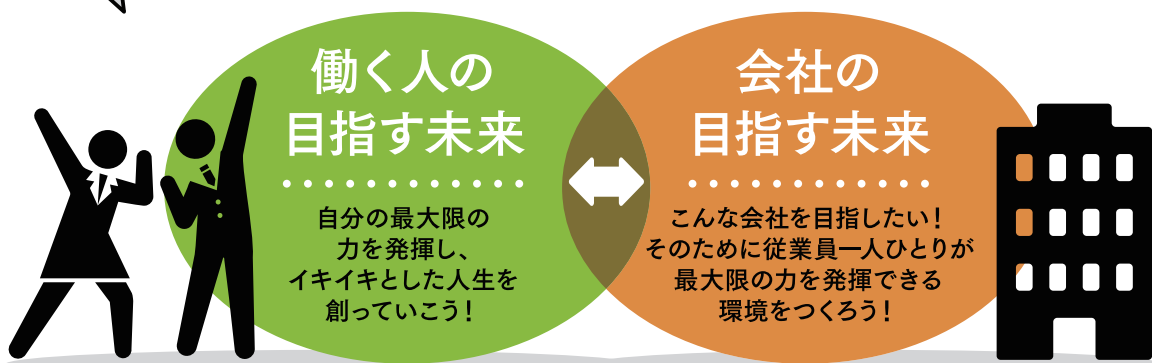 働く人の
目指す未来
自分の最大限の
力を発揮し、
イキイキとした人生を
創っていこう！
会社の
目指す未来
こんな会社を目指したい！
そのために従業員一人ひとりが
最大限の力を発揮できる
環境をつくろう！